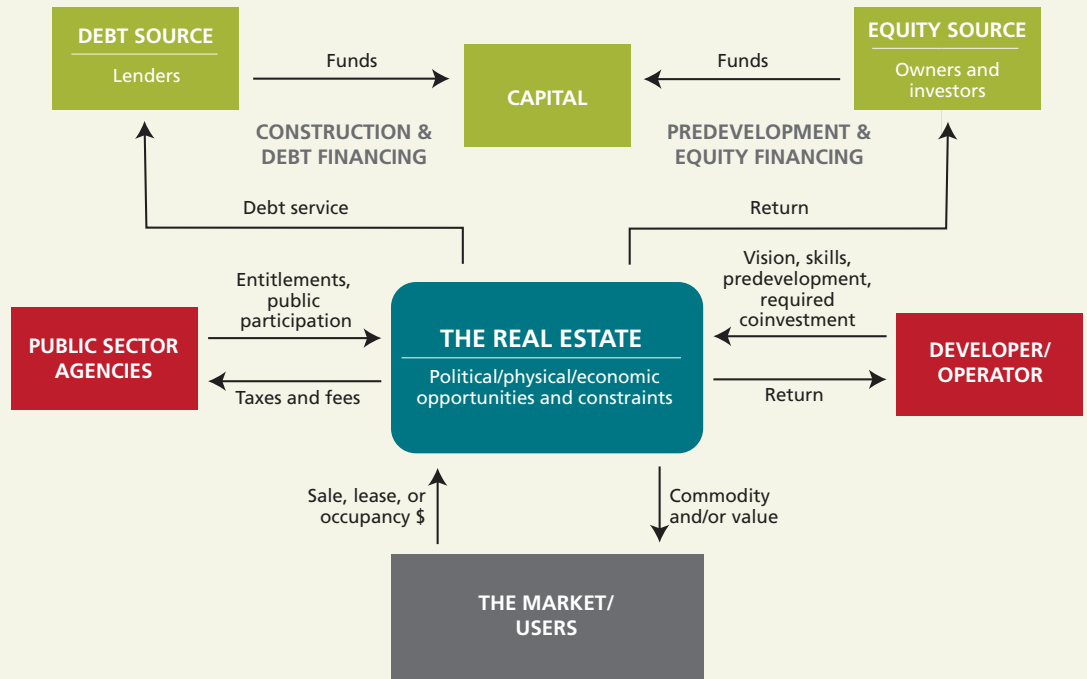 DEBT SOURCE
Lenders
Funds
CAPITAL
Funds
EQUITY SOURCE
Owners and
investors
CONSTRUCTION &
DEBT FINANCING
PREDEVELOPMENT &
EQUITY FINANCING
Debt service
Return
Entitlements,
public
participation
Vision, skills,
predevelopment,
required
coinvestment
PUBLIC SECTOR
AGENCIES
THE REAL ESTATE
Political/physical/economic
opportunities and constraints
DEVELOPER/
OPERATOR
Taxes and fees
Return
Sale, lease, or
occupancy $
Commodity
and/or value
THE MARKET/
USERS